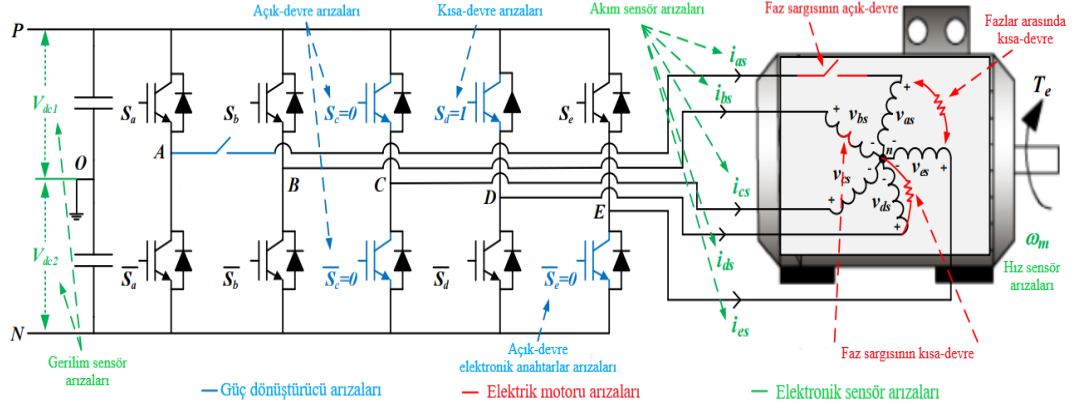 Açık-devre arızaları
Kısa-devre arızaları
Akım sensör arızaları
Faz sargısının açık-devre
Fazlar arasında
kısa-devre
P
V_dc1
O
V_dc2
N
S_a
S_b
S_c=0
S_d=1
S_e
A
B
C
D
E
S̅_a
S̅_b
S̅_c=0
S̅_d
S̅_e=0
i_as
i_bs
i_cs
i_ds
i_es
+
v_bs
-
+
v_as
-
n
-
v_es
+
-
v_cs
+
-
v_ds
+
T_e
ω_m
Hız sensör
arızaları
Gerilim sensör
arızaları
Açık-devre
elektronik anahtarlar arızaları
Faz sargısının kısa-devre
Güç dönüştürücü arızaları
Elektrik motoru arızaları
Elektronik sensör arızaları